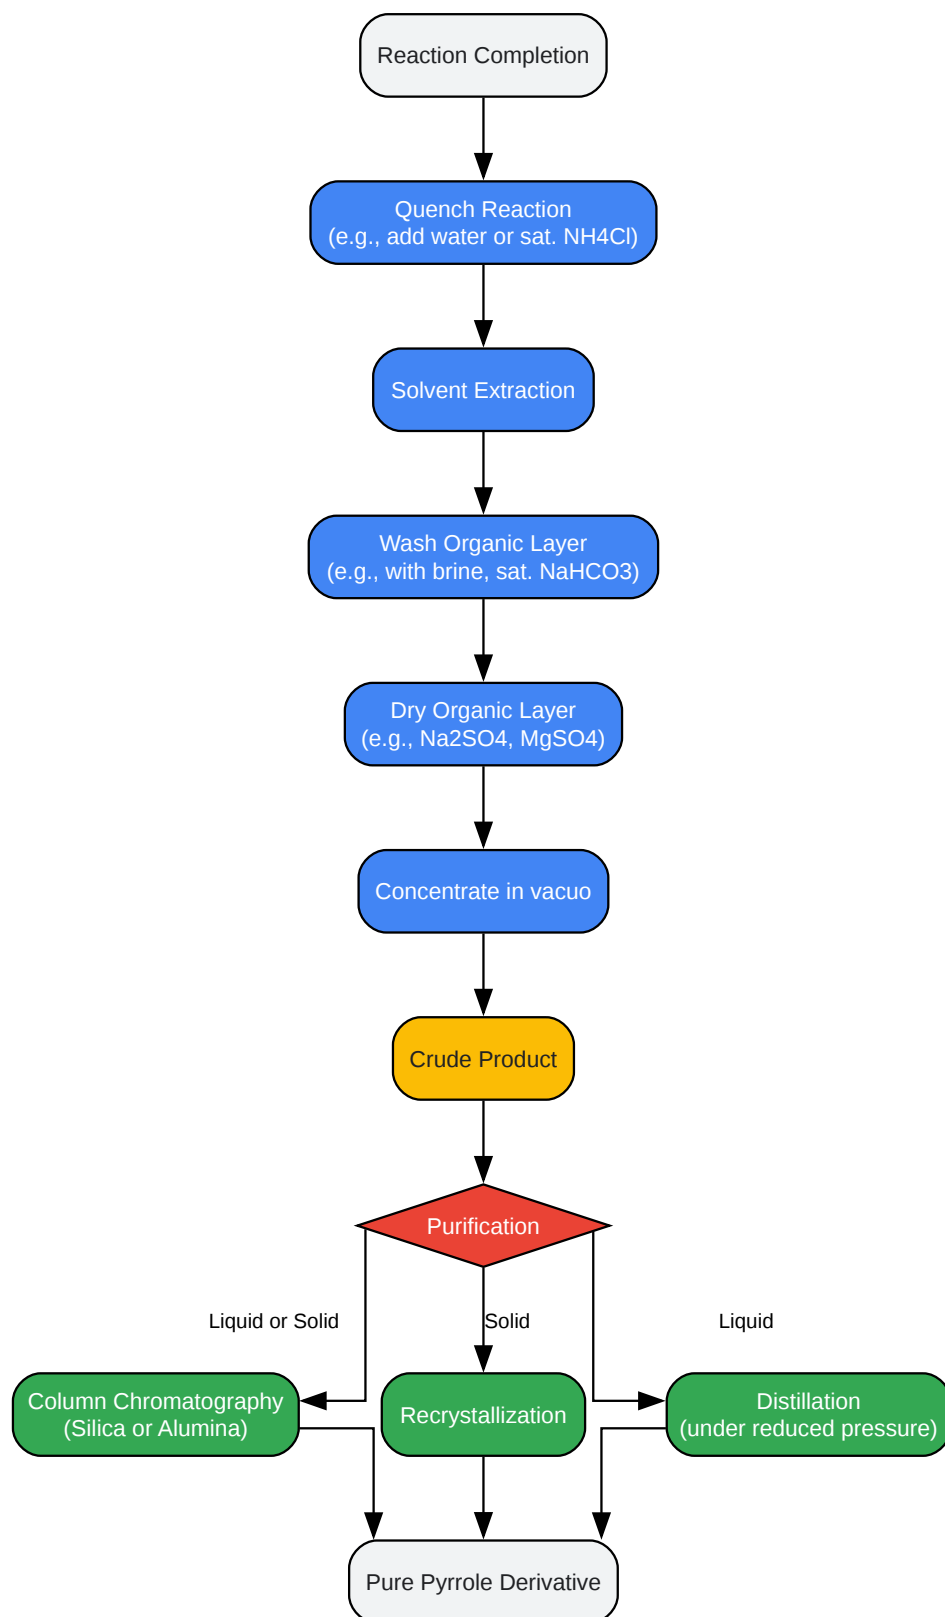 Reaction Completion
Quench Reaction
(e.g., add water or sat. NH4Cl)
Solvent Extraction
Wash Organic Layer
(e.g., with brine, sat. NaHCO3)
Dry Organic Layer
(e.g., Na2SO4, MgSO4)
Concentrate in vacuo
Crude Product
Purification
Liquid or Solid
Solid
Liquid
Column Chromatography
(Silica or Alumina)
Recrystallization
Distillation
(under reduced pressure)
Pure Pyrrole Derivative